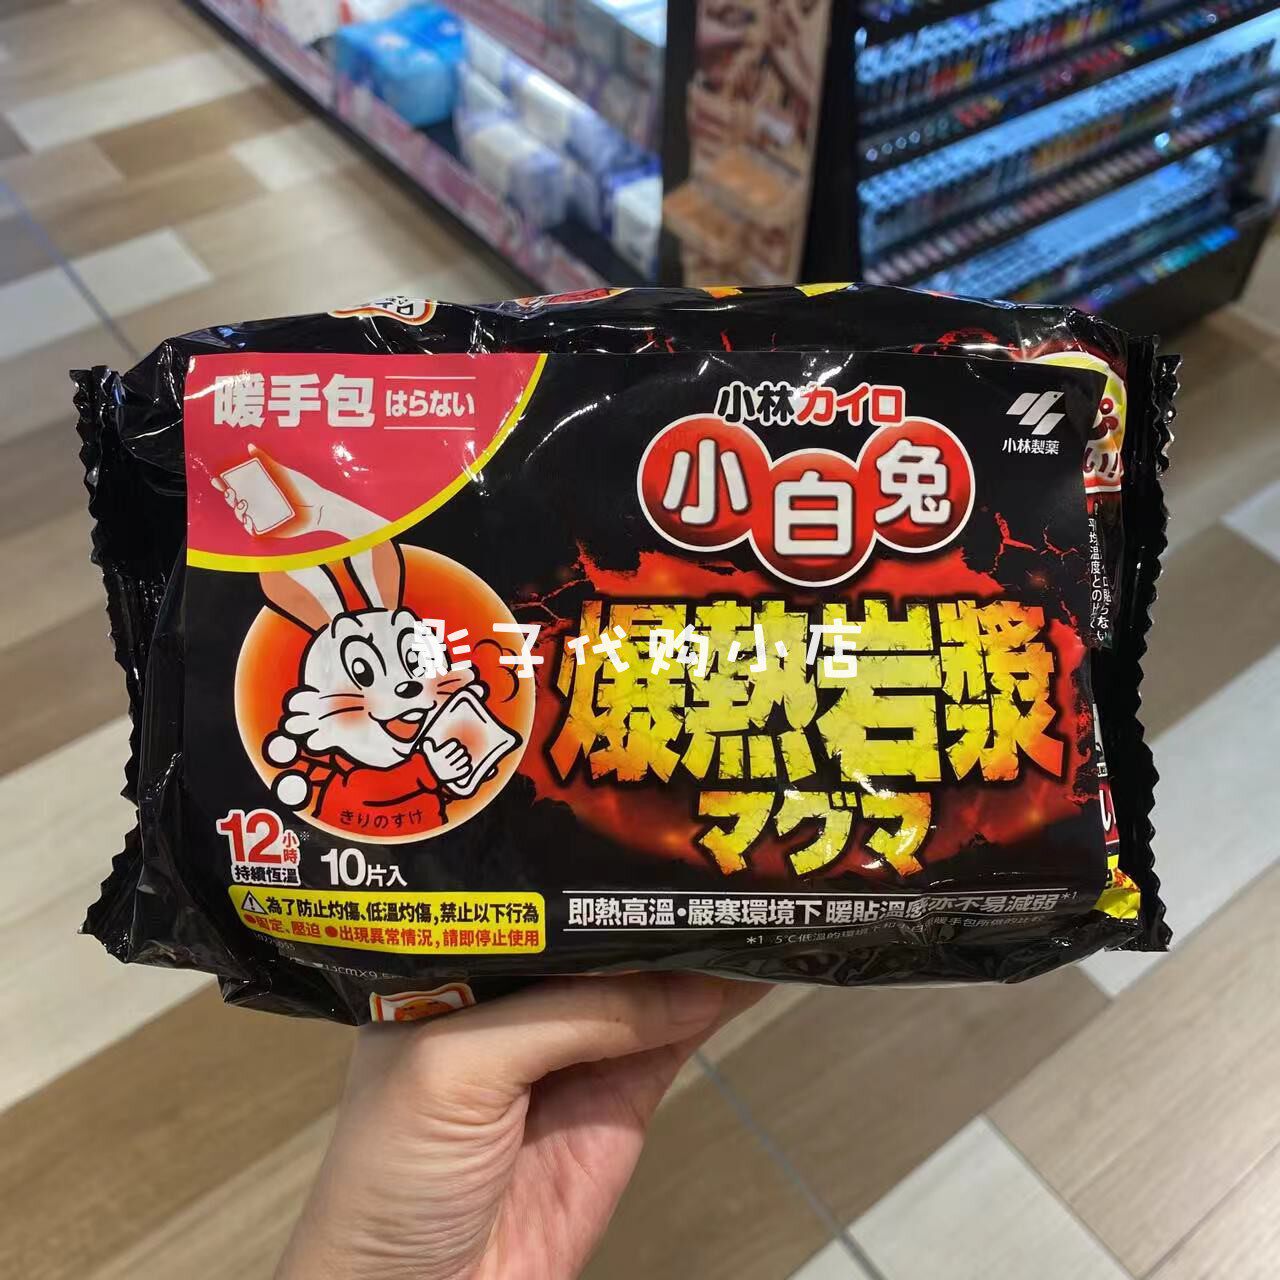 暖手包 はらない
小林カイロ
小林製薬
小白兔
影子代购小店
爆熱岩漿
マグマ
きりのすけ
12小時※
持續恆溫
10片入
為了防止灼傷、低溫灼傷,禁止以下行為
●固定、壓迫 ●出現異常情況,請即停止使用
即熱高溫・嚴寒環境下 暖貼溫感亦不易減弱*1